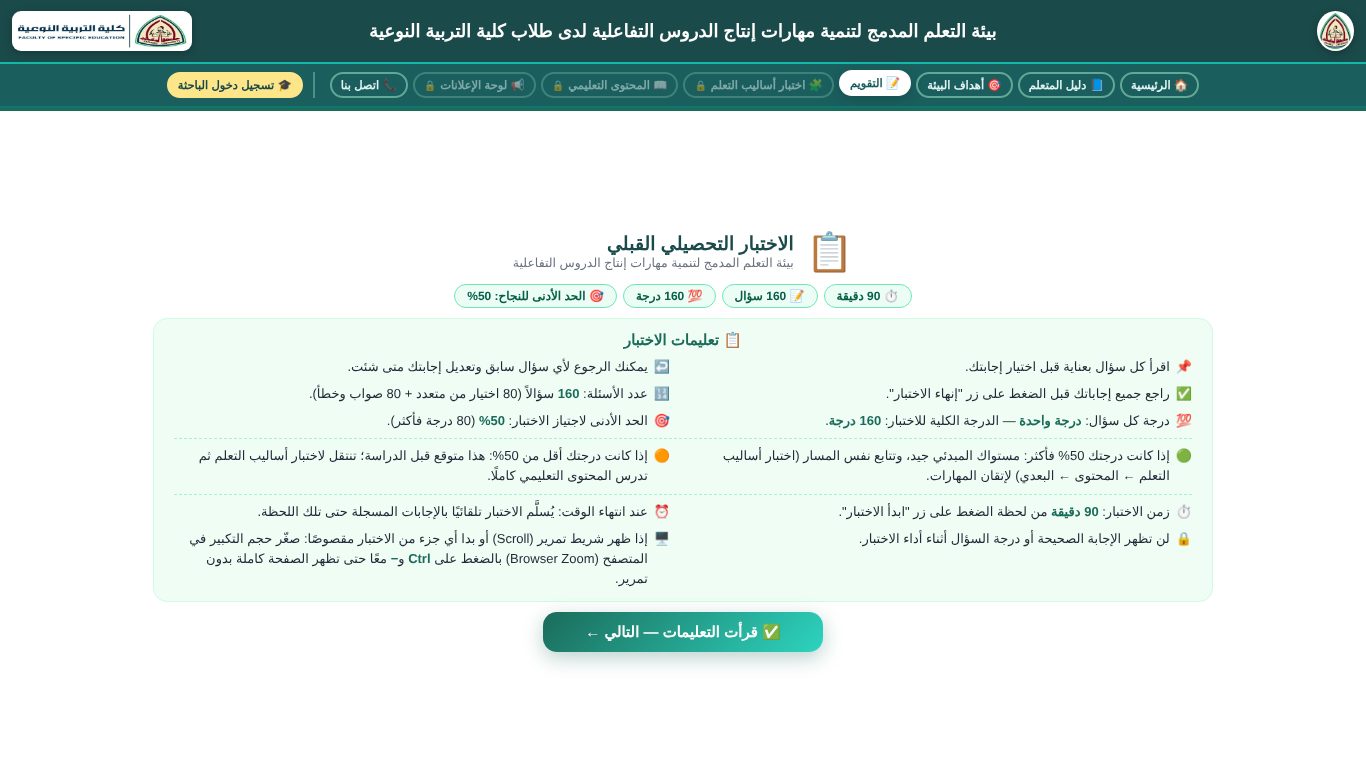 بيئة التعلم المدمج لتنمية مهارات إنتاج الدروس التفاعلية لدى طلاب كلية التربية النوعية
كلية التربية النوعية
FACULTY OF SPECIFIC EDUCATION
🏠 الرئيسية
📘 دليل المتعلم
🎯 أهداف البيئة
📝 التقويم
🧩 اختبار أساليب التعلم 🔒
📖 المحتوى التعليمي 🔒
📢 لوحة الإعلانات 🔒
📞 اتصل بنا
🎓 تسجيل دخول الباحثة
📋 الاختبار التحصيلي القبلي
بيئة التعلم المدمج لتنمية مهارات إنتاج الدروس التفاعلية
⏱️ 90 دقيقة
📝 160 سؤال
💯 160 درجة
🎯 الحد الأدنى للنجاح: 50%
📋 تعليمات الاختبار
📌 اقرأ كل سؤال بعناية قبل اختيار إجابتك.
↩️ يمكنك الرجوع لأي سؤال سابق وتعديل إجابتك متى شئت.
✅ راجع جميع إجاباتك قبل الضغط على زر "إنهاء الاختبار".
🔢 عدد الأسئلة: 160 سؤالاً (80 اختيار من متعدد + 80 صواب وخطأ).
💯 درجة كل سؤال: درجة واحدة — الدرجة الكلية للاختبار: 160 درجة.
🎯 الحد الأدنى لاجتياز الاختبار: 50% (80 درجة فأكثر).
🟢 إذا كانت درجتك 50% فأكثر: مستواك المبدئي جيد، وتتابع نفس المسار (اختبار أساليب
التعلم ← المحتوى ← البعدي) لإتقان المهارات.
🟠 إذا كانت درجتك أقل من 50%: هذا متوقع قبل الدراسة؛ تنتقل لاختبار أساليب التعلم ثم
تدرس المحتوى التعليمي كاملًا.
⏱️ زمن الاختبار: 90 دقيقة من لحظة الضغط على زر "ابدأ الاختبار".
⏰ عند انتهاء الوقت: يُسلَّم الاختبار تلقائيًا بالإجابات المسجلة حتى تلك اللحظة.
🔒 لن تظهر الإجابة الصحيحة أو درجة السؤال أثناء أداء الاختبار.
🖥️ إذا ظهر شريط تمرير (Scroll) أو بدا أي جزء من الاختبار مقصوصًا: صغّر حجم التكبير في
المتصفح (Browser Zoom) بالضغط على Ctrl و− معًا حتى تظهر الصفحة كاملة بدون
تمرير.
✅ قرأت التعليمات — التالي ←